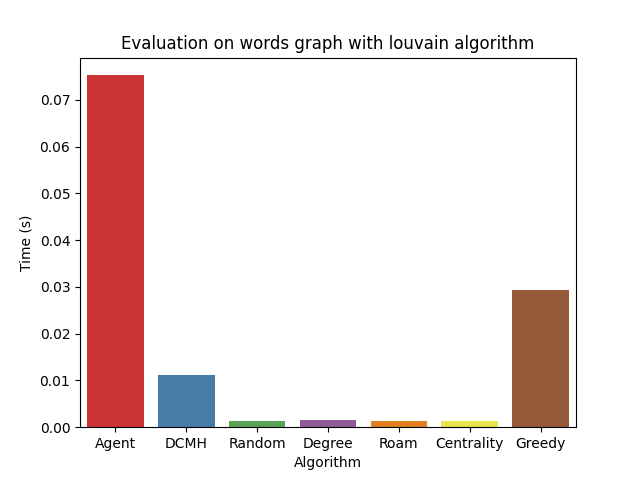 Evaluation on words graph with louvain algorithm
0.07
0.06
0.05
0.04
0.03
0.02
0.01
0.00
Time (s)
Agent DCMH Random Degree Roam Centrality Greedy
Algorithm